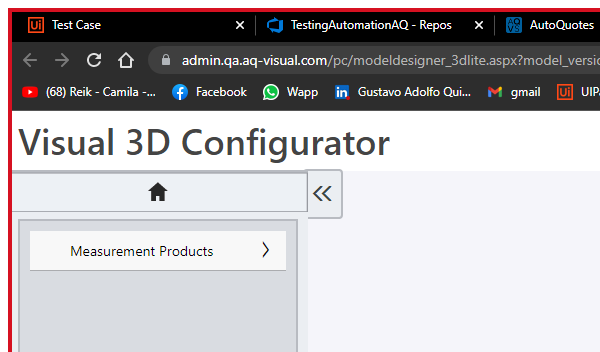 Test Case
TestingAutomationAQ - Repos
AutoQuotes
admin.qa.aq-visual.com/pc/modeldesigner_3dlite.aspx?model_versio
(68) Reik - Camila -...
Facebook
Wapp
Gustavo Adolfo Qui...
gmail
UIP
Visual 3D Configurator
Measurement Products